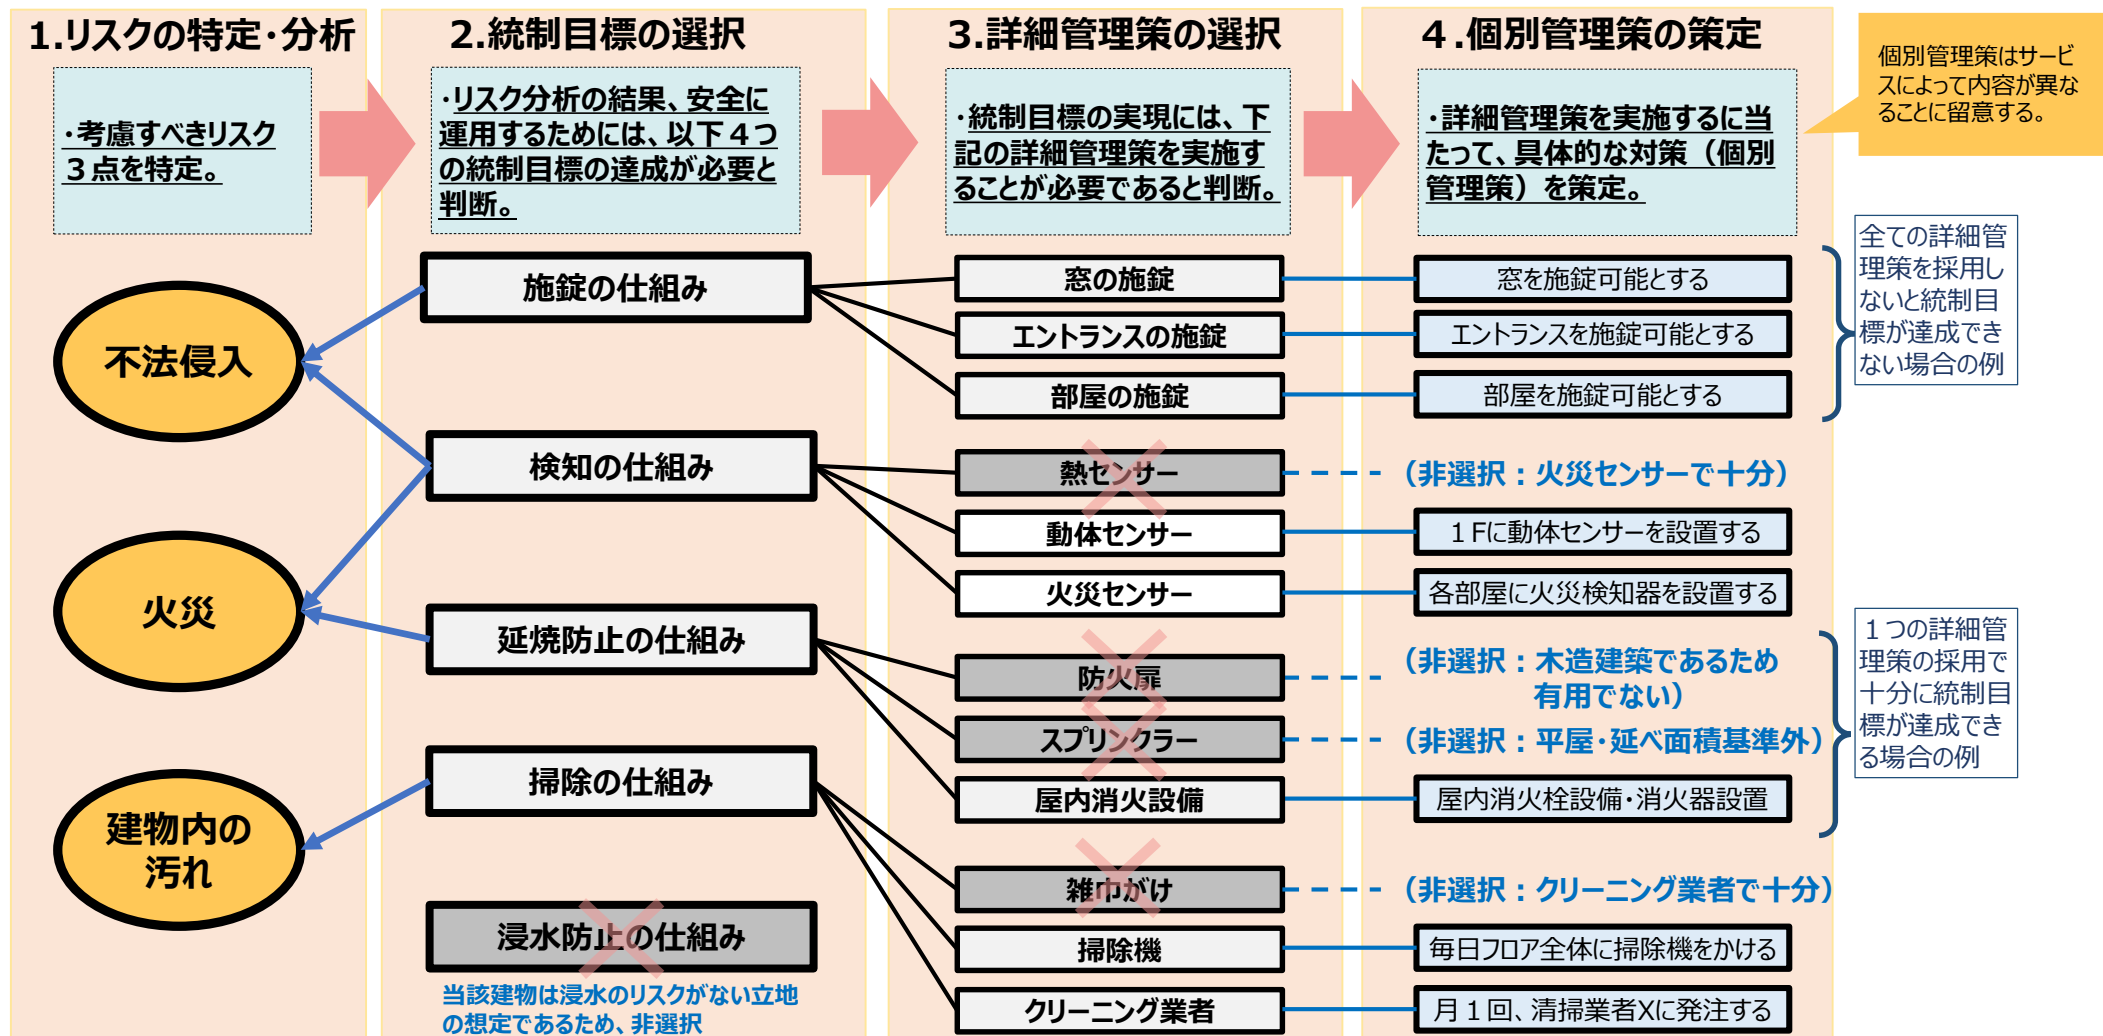 1.リスクの特定・分析
・考慮すべきリスク
３点を特定。
不法侵入
火災
建物内の
汚れ
2.統制目標の選択
・リスク分析の結果、安全に
運用するためには、以下４つ
の統制目標の達成が必要と
判断。
施錠の仕組み
検知の仕組み
延焼防止の仕組み
掃除の仕組み
浸水防止の仕組み
当該建物は浸水のリスクがない立地
の想定であるため、非選択
3.詳細管理策の選択
・統制目標の実現には、下
記の詳細管理策を実施す
ることが必要であると判断。
窓の施錠
エントランスの施錠
部屋の施錠
熱センサー
動体センサー
火災センサー
防火扉
スプリンクラー
屋内消火設備
雑巾がけ
掃除機
クリーニング業者
４.個別管理策の策定
・詳細管理策を実施するに当
たって、具体的な対策（個別
管理策）を策定。
窓を施錠可能とする
エントランスを施錠可能とする
部屋を施錠可能とする
（非選択：火災センサーで十分）
１Fに動体センサーを設置する
各部屋に火災検知器を設置する
（非選択：木造建築であるため
有用でない）
（非選択：平屋・延べ面積基準外）
屋内消火栓設備・消火器設置
（非選択：クリーニング業者で十分）
毎日フロア全体に掃除機をかける
月１回、清掃業者Xに発注する
個別管理策はサービ
スによって内容が異な
ることに留意する。
全ての詳細管
理策を採用し
ないと統制目
標が達成でき
ない場合の例
１つの詳細管
理策の採用で
十分に統制目
標が達成でき
る場合の例